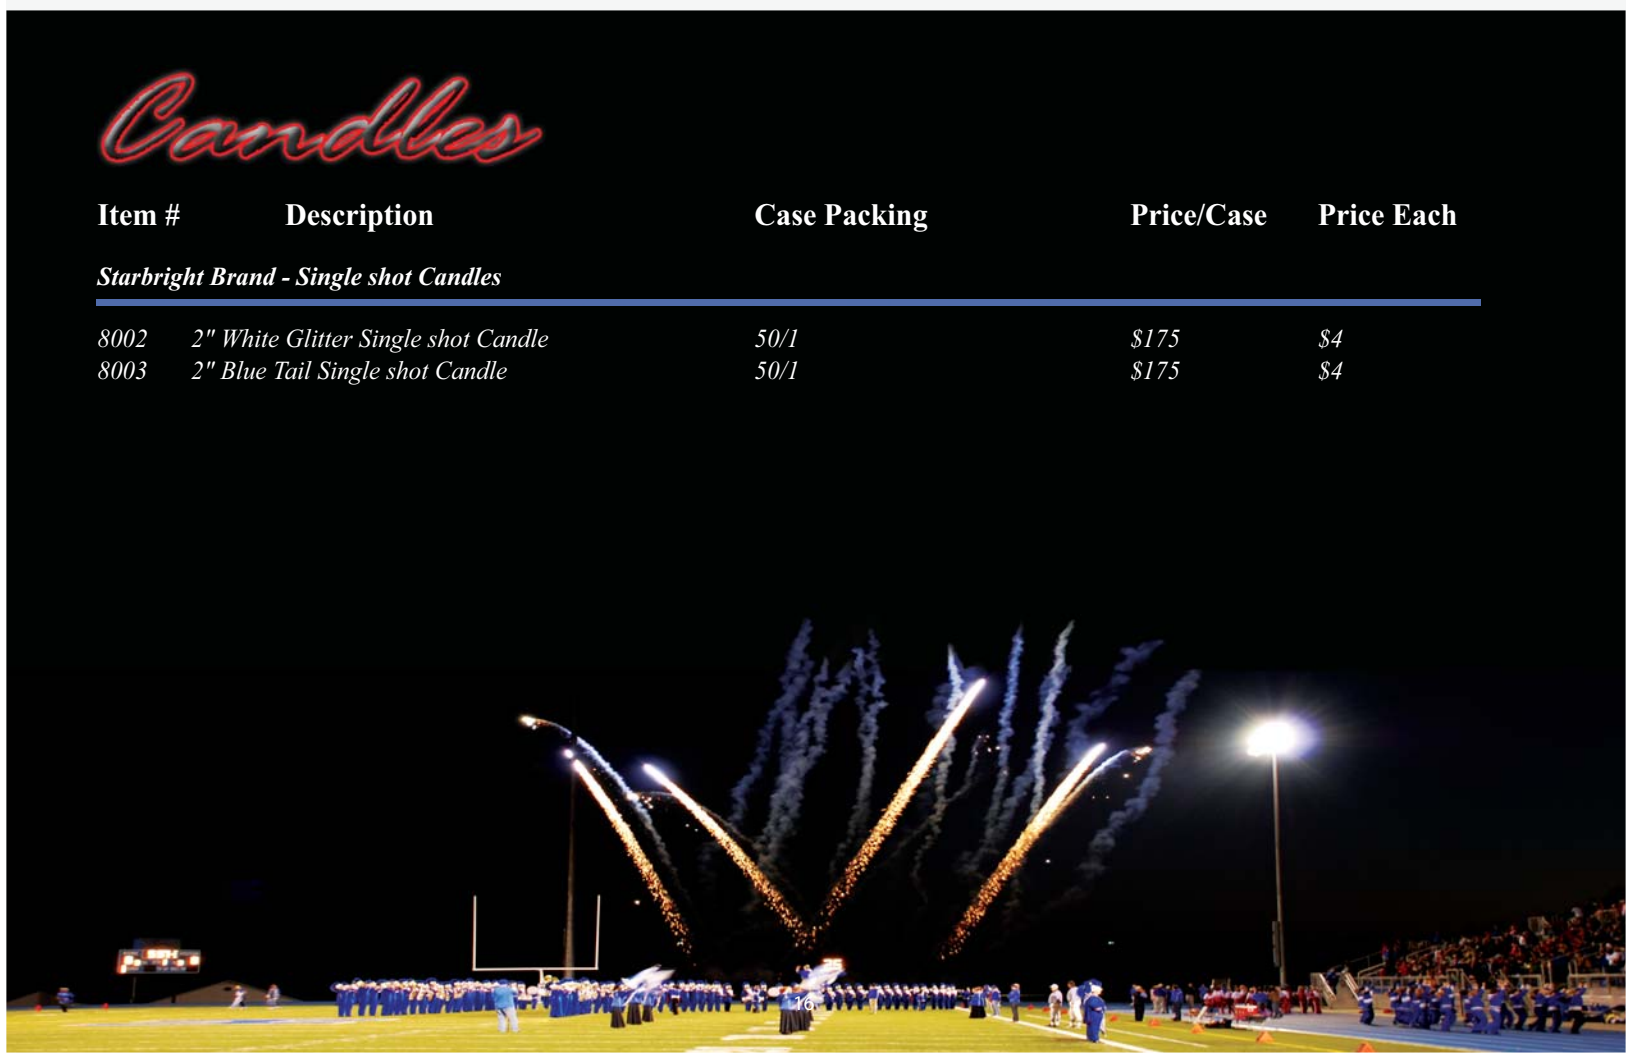 Candles
Item # Description Case Packing Price/Case Price Each
Starbright Brand - Single shot Candles
8002 2" White Glitter Single shot Candle 50/1 $175 $4
8003 2" Blue Tail Single shot Candle 50/1 $175 $4
16